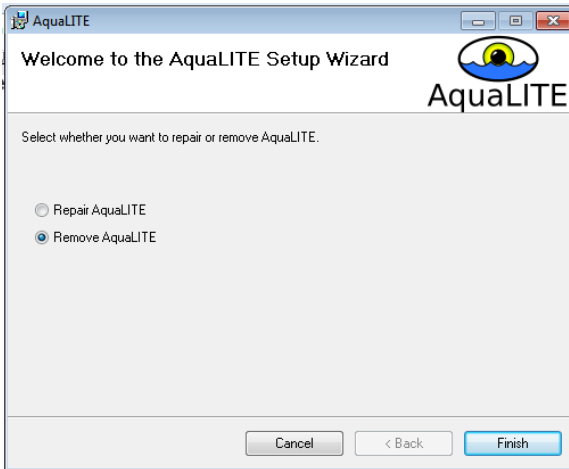 AquaLITE
Welcome to the AquaLITE Setup Wizard
AquaLITE
Select whether you want to repair or remove AquaLITE.
Repair AquaLITE
Remove AquaLITE
Cancel
< Back
Finish